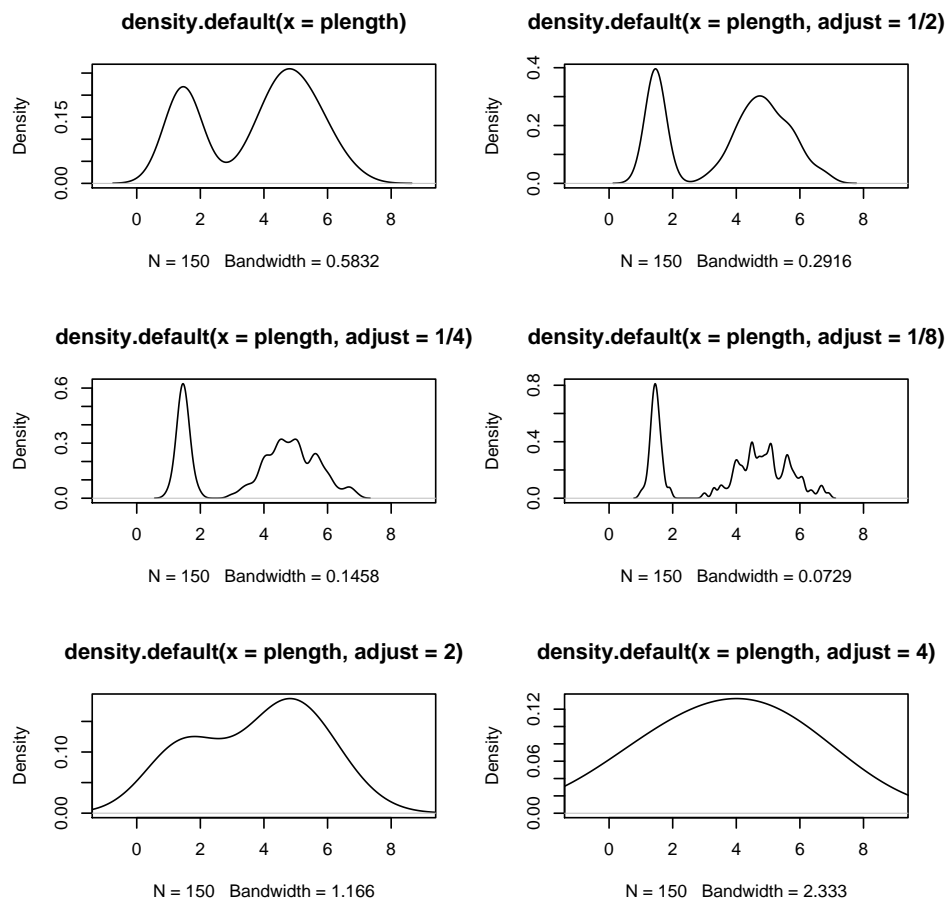 density.default(x = plength)
Density
0.00
0.15
0 2 4 6 8
N = 150 Bandwidth = 0.5832
density.default(x = plength, adjust = 1/2)
Density
0.0
0.2
0.4
0 2 4 6 8
N = 150 Bandwidth = 0.2916
density.default(x = plength, adjust = 1/4)
Density
0.0
0.3
0.6
0 2 4 6 8
N = 150 Bandwidth = 0.1458
density.default(x = plength, adjust = 1/8)
Density
0.0
0.4
0.8
0 2 4 6 8
N = 150 Bandwidth = 0.0729
density.default(x = plength, adjust = 2)
Density
0.00
0.10
0 2 4 6 8
N = 150 Bandwidth = 1.166
density.default(x = plength, adjust = 4)
Density
0.00
0.06
0.12
0 2 4 6 8
N = 150 Bandwidth = 2.333